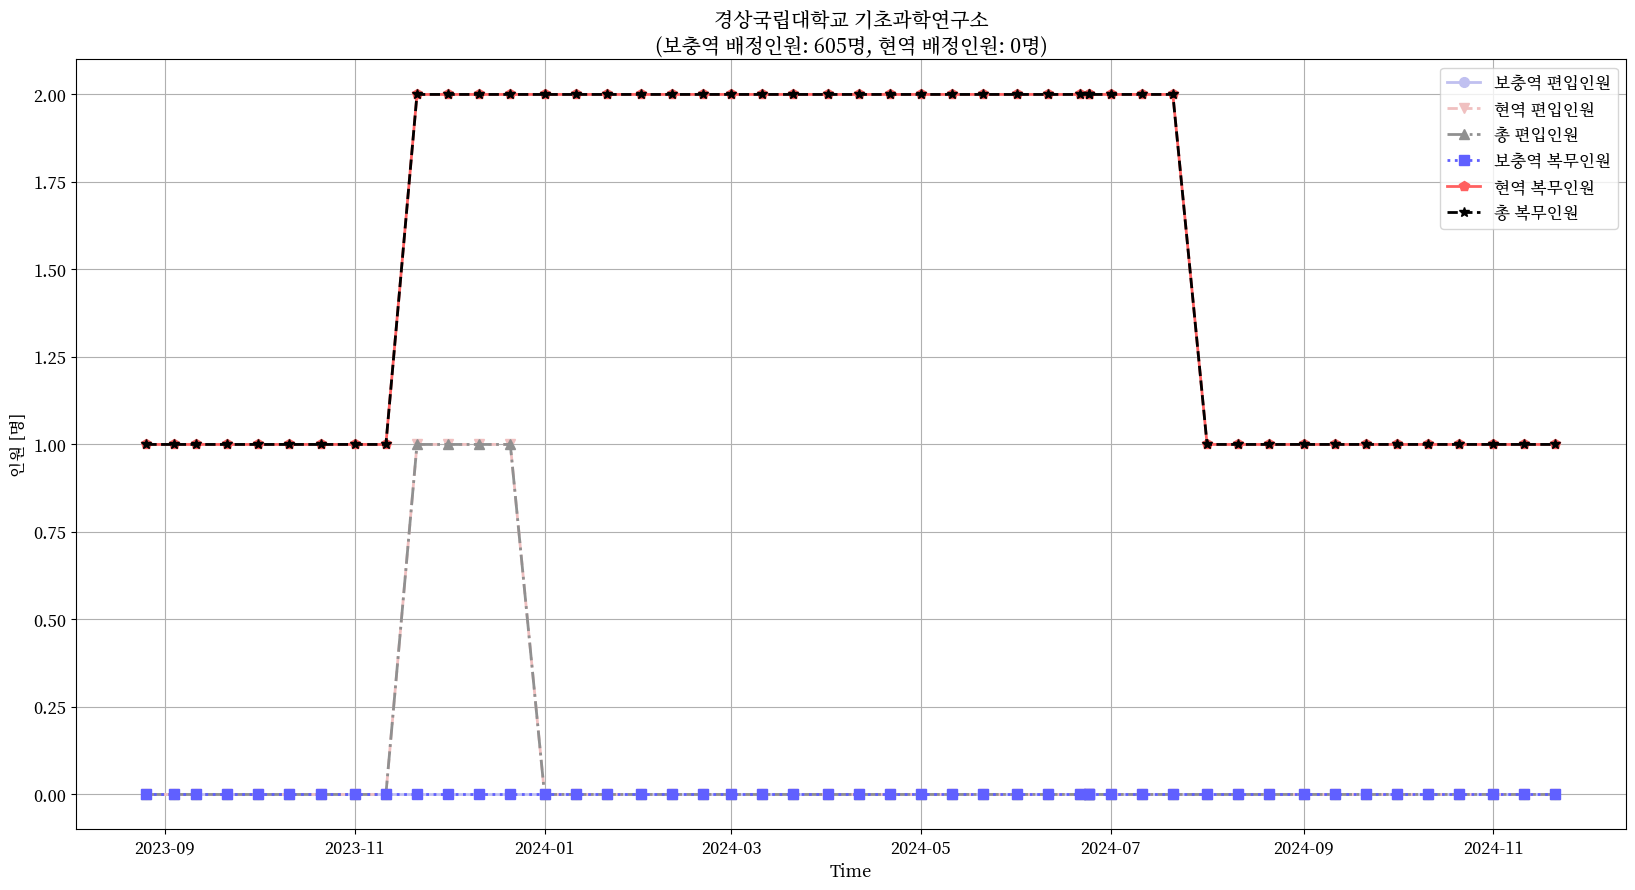 경상국립대학교 기초과학연구소
(보충역 배정인원: 605명, 현역 배정인원: 0명)
보충역 편입인원
현역 편입인원
총 편입인원
보충역 복무인원
현역 복무인원
총 복무인원
인원 [명]
2.00
1.75
1.50
1.25
1.00
0.75
0.50
0.25
0.00
2023-09 2023-11 2024-01 2024-03 2024-05 2024-07 2024-09 2024-11
Time